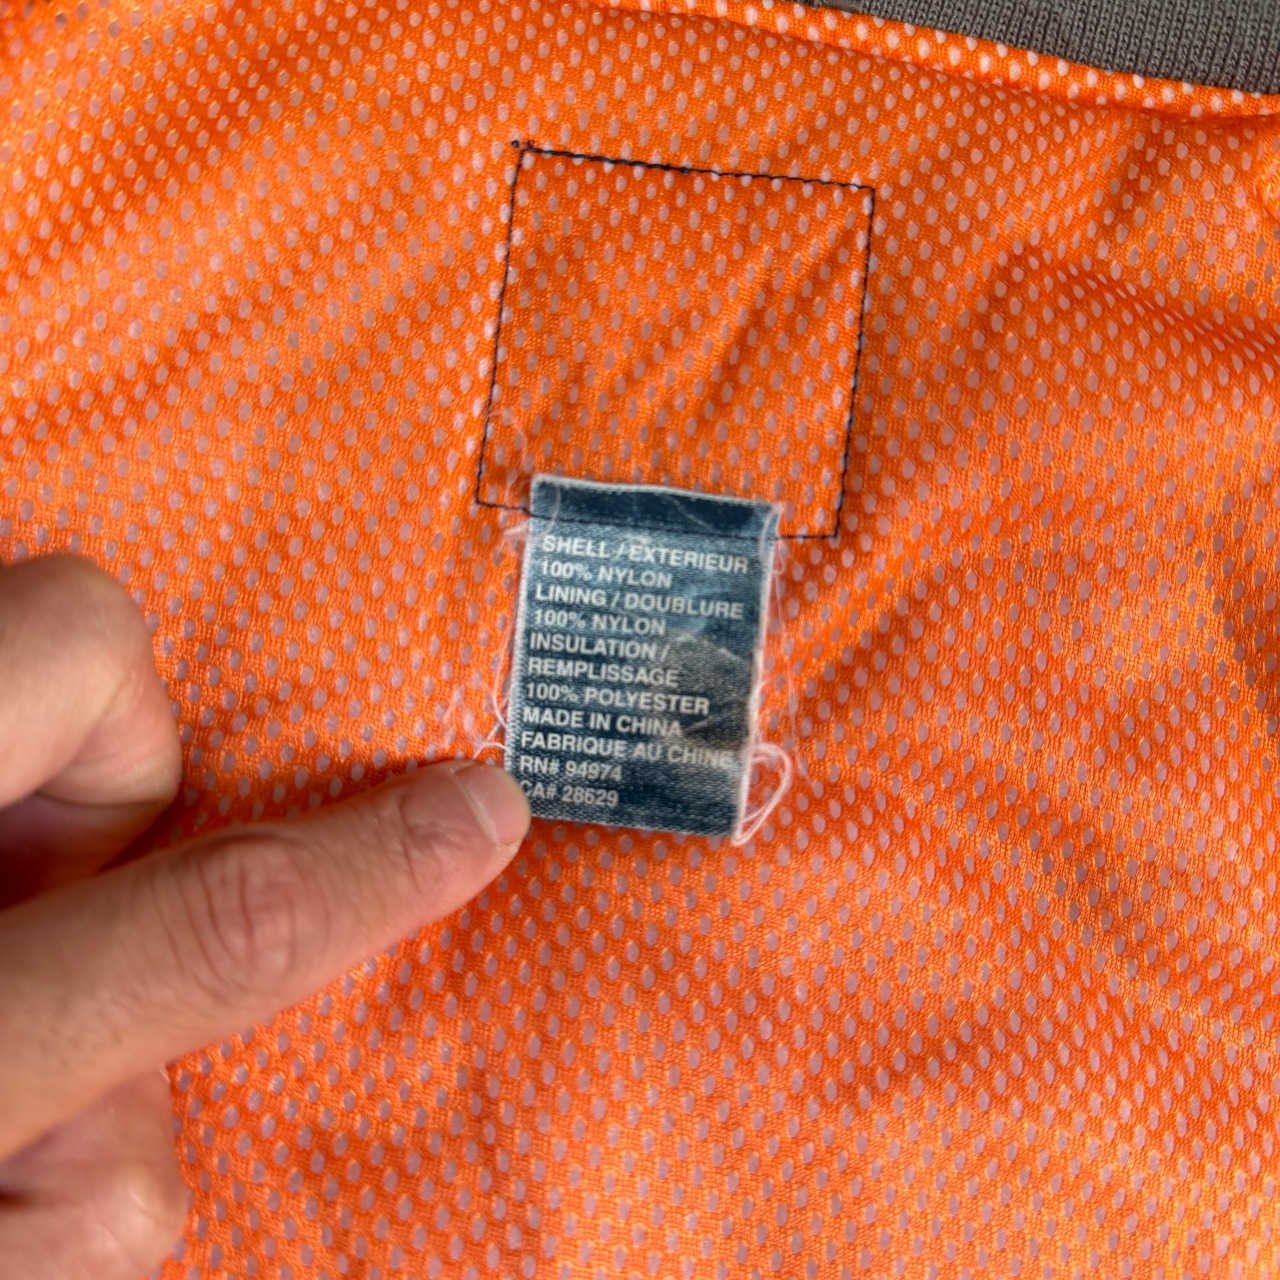 SHELL / EXTERIEUR
100% NYLON
LINING / DOUBLURE
100% NYLON
INSULATION /
REMPLISSAGE
100% POLYESTER
MADE IN CHINA
FABRIQUE AU CHINE
RN# 94974
CA# 28629